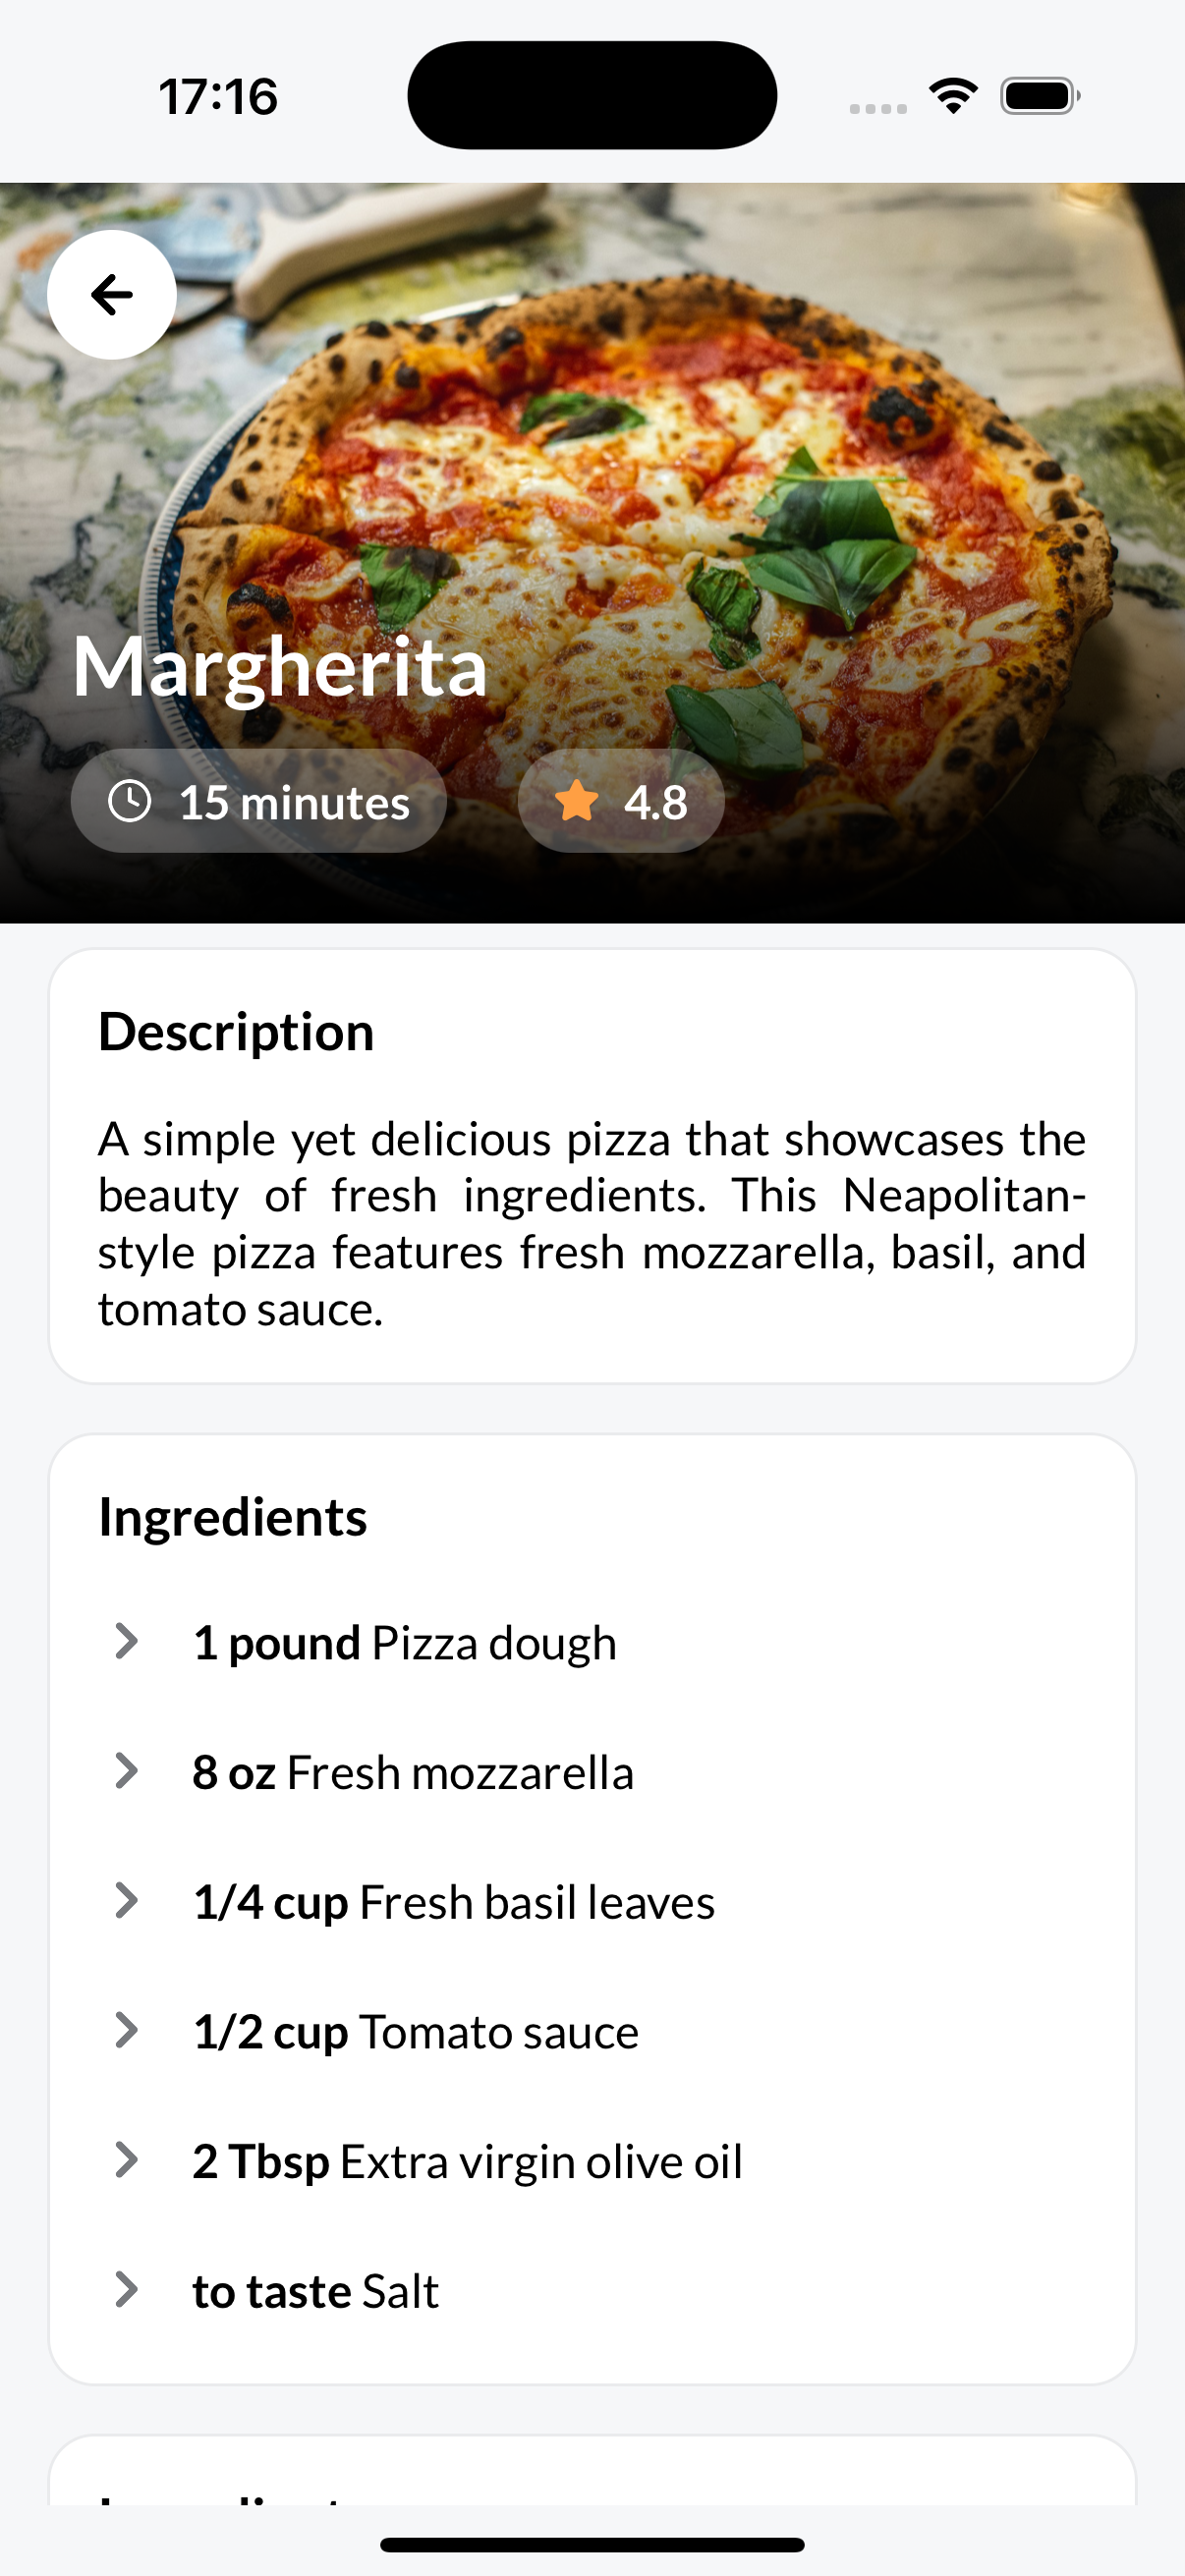 17:16
Margherita
15 minutes
4.8
Description
A simple yet delicious pizza that showcases the
beauty of fresh ingredients. This Neapolitan-
style pizza features fresh mozzarella, basil, and
tomato sauce.
Ingredients
1 pound Pizza dough
8 oz Fresh mozzarella
1/4 cup Fresh basil leaves
1/2 cup Tomato sauce
2 Tbsp Extra virgin olive oil
to taste Salt